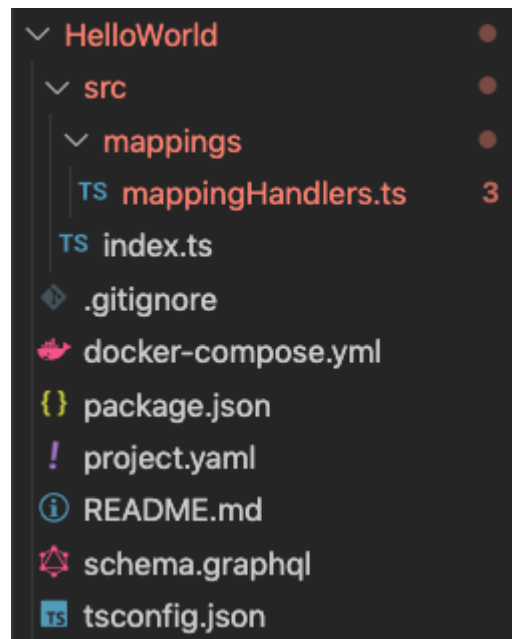 HelloWorld
src
mappings
TS mappingHandlers.ts 3
TS index.ts
.gitignore
docker-compose.yml
{} package.json
! project.yaml
i README.md
schema.graphql
TS tsconfig.json